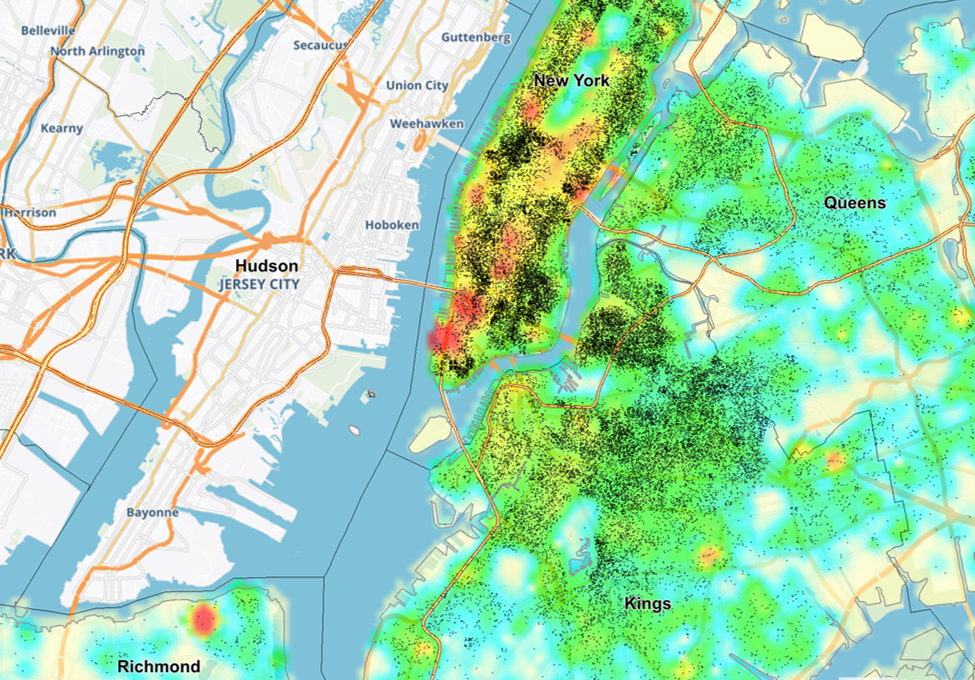 Belleville
Guttenberg
Secaucus
North Arlington
New York
Union City
Weehawken
Kearny
Queens
Harrison
Hoboken
RK
Hudson
JERSEY CITY
Bayonne
Kings
Richmond